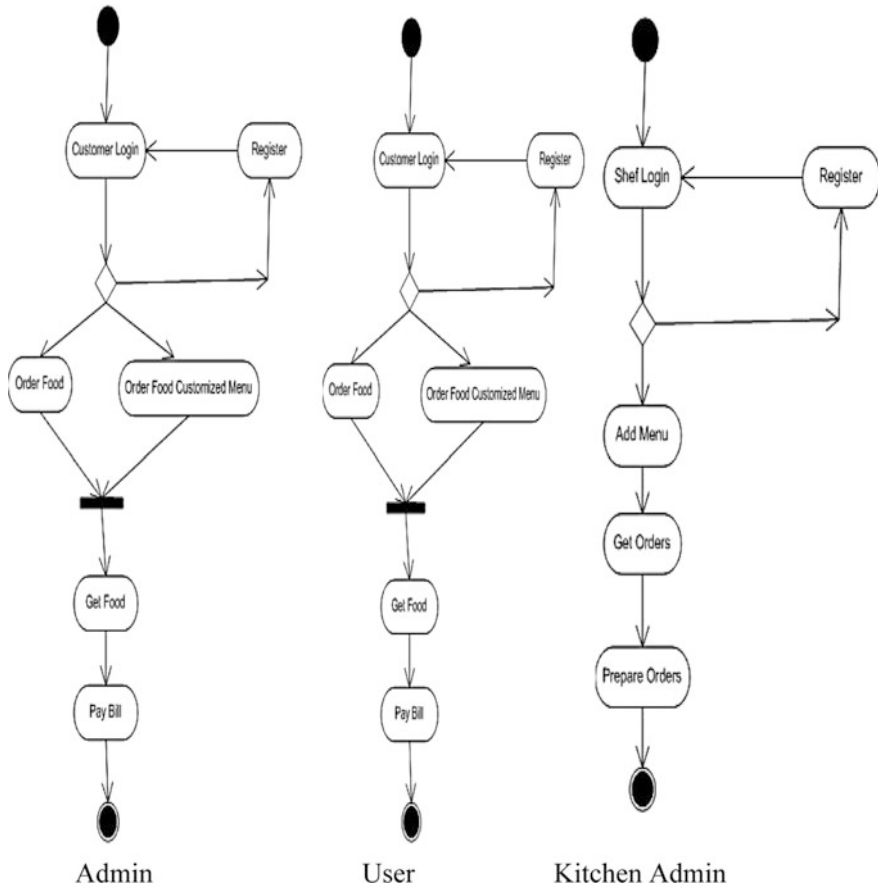 Customer Login
Register
Order Food
Order Food Customized Menu
Get Food
Pay Bill
Admin
Customer Login
Register
Order Food
Order Food Customized Menu
Get Food
Pay Bill
User
Shef Login
Register
Add Menu
Get Orders
Prepare Orders
Kitchen Admin